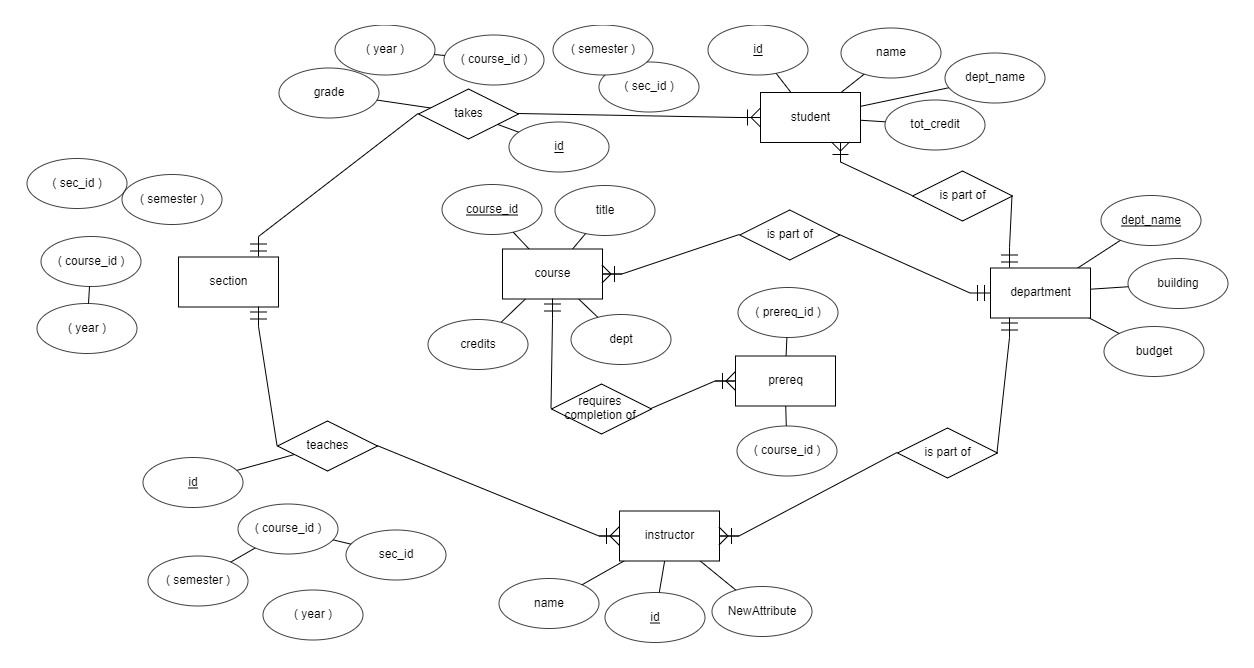 ( year )
( course_id )
( semester )
id
name
grade
( sec_id )
dept_name
takes
student
tot_credit
id
( sec_id )
( semester )
is part of
course_id
title
is part of
dept_name
( course_id )
section
course
department
building
( year )
( prereq_id )
credits
dept
budget
prereq
requires
completion of
teaches
( course_id )
is part of
id
( course_id )
sec_id
instructor
( semester )
( year )
name
id
NewAttribute